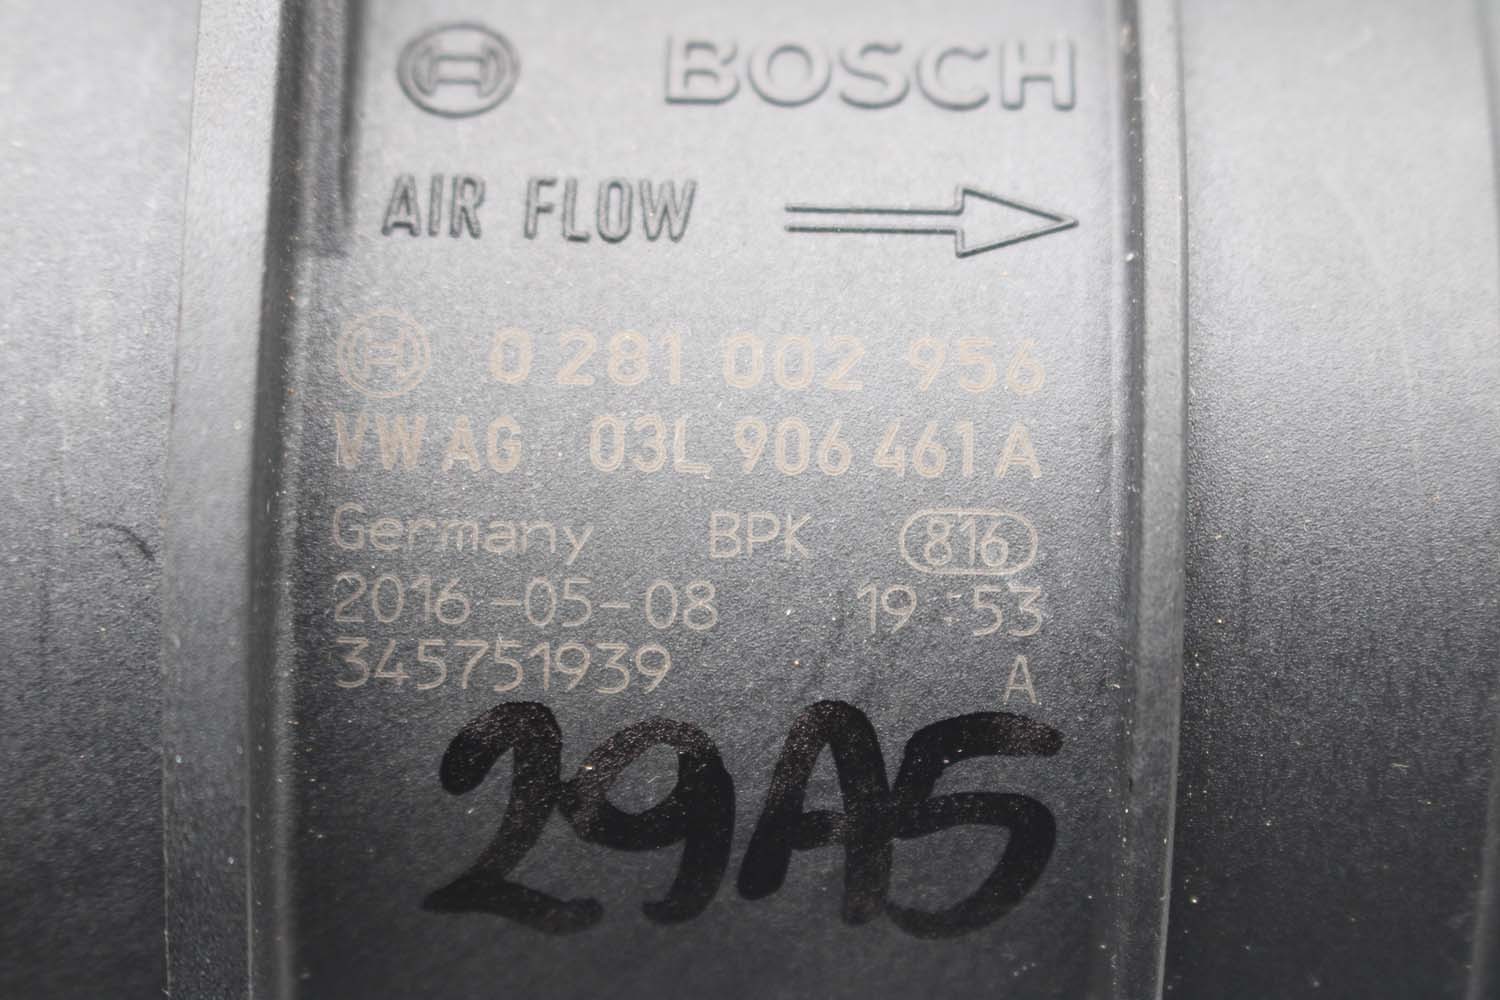 BOSCH
AIR FLOW
0 281 002 956
VW AG 03L 906 461 A
Germany BPK 816
2016-05-08 19:53
345751939 A
29A5